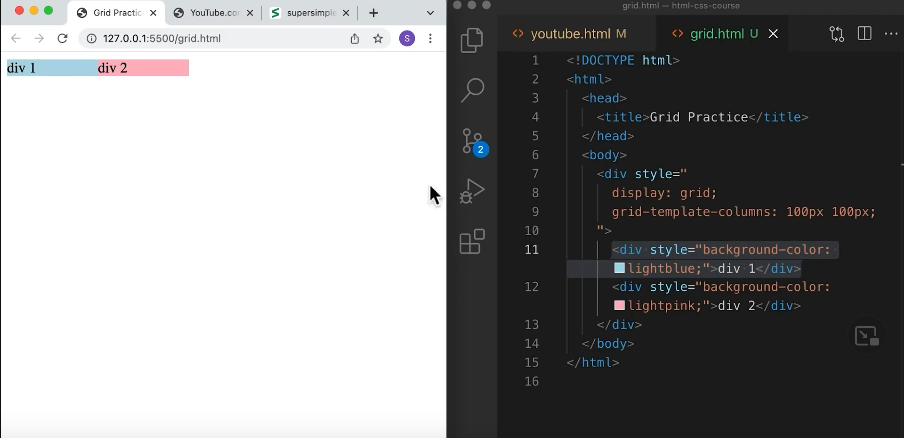 Grid Practic
YouTube.co
supersimple
127.0.0.1:5500/grid.html
S
div 1 div 2
grid.html — html-css-course
youtube.html M
grid.html U
2
1 <!DOCTYPE html>
2 <html>
3 <head>
4 <title>Grid Practice</title>
5 </head>
6 <body>
7 <div style="
8 display: grid;
9 grid-template-columns: 100px 100px;
10 ">
11 <div style="background-color:
lightblue;">div 1</div>
12 <div style="background-color:
lightpink;">div 2</div>
13 </div>
14 </body>
15 </html>
16